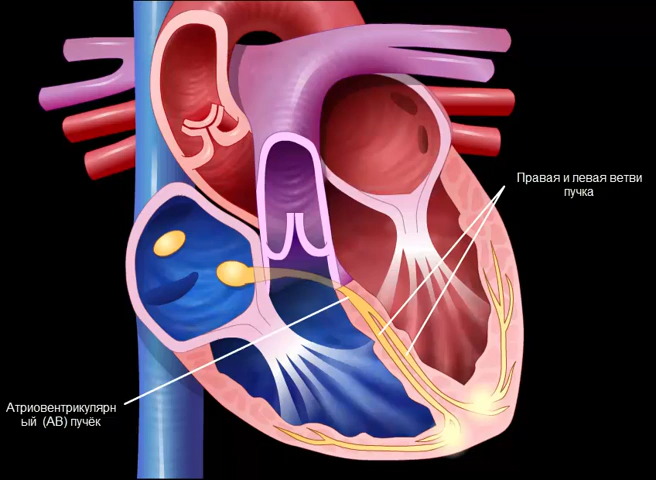 Правая и левая ветви
пучка
Атриовентрикулярн
ый (АВ) пучёк